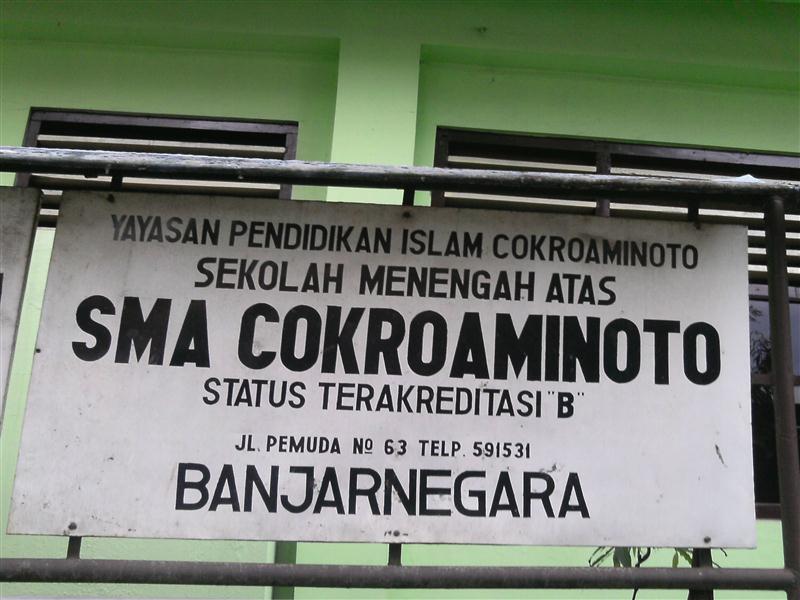 YAYASAN PENDIDIKAN ISLAM COKROAMINOTO
SEKOLAH MENENGAH ATAS
SMA COKROAMINOTO
STATUS TERAKREDITASI "B"
JL. PEMUDA Nº 63 TELP. 591531
BANJARNEGARA